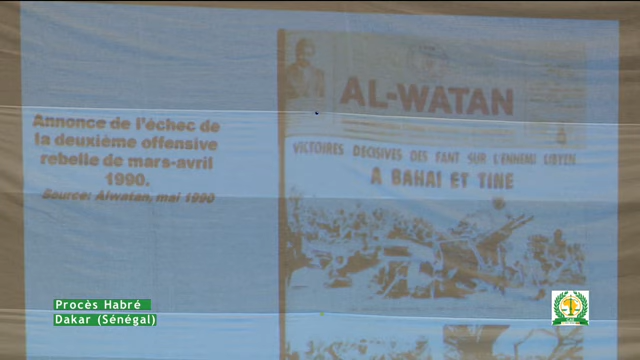 Annonce de l'échec de
la deuxième offensive
rebelle de mars-avril
1990.
Source: Alwatan, mai 1990
AL-WATAN
VICTOIRES DÉCISIVES DES FANT SUR L'ENNEMI LIBYEN
A BAHAI ET TINE
Procès Habré
Dakar (Sénégal)